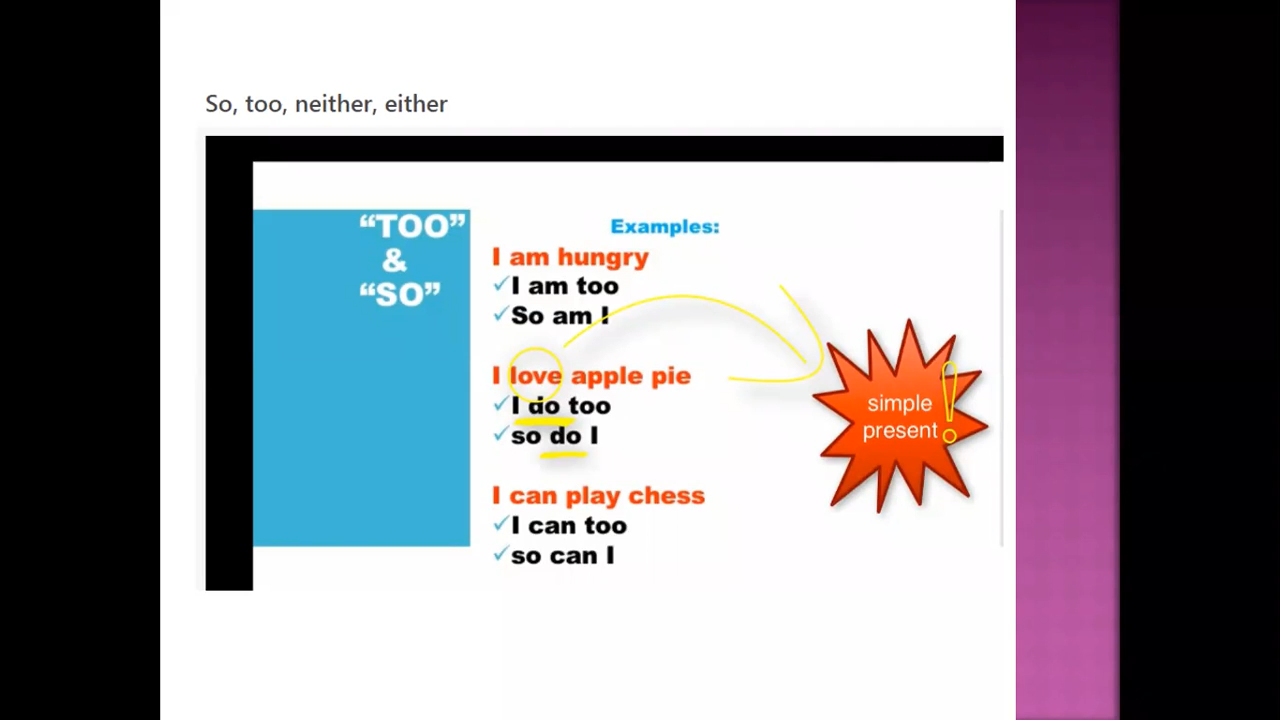 So, too, neither, either
“TOO”
&
“SO”
Examples:
I am hungry
✓I am too
✓So am I
I love apple pie
✓I do too
✓so do I
I can play chess
✓I can too
✓so can I
simple
present!